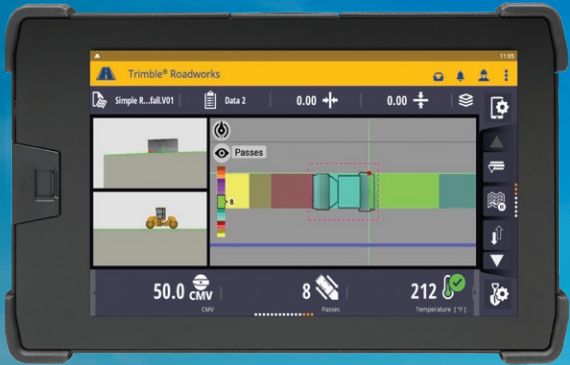 11:05
Trimble® Roadworks
Simple R...fall.V01
Data 2
0.00
0.00
Passes
8
50.0 CMV
8
212
CMV
Passes
Temperature [°F]